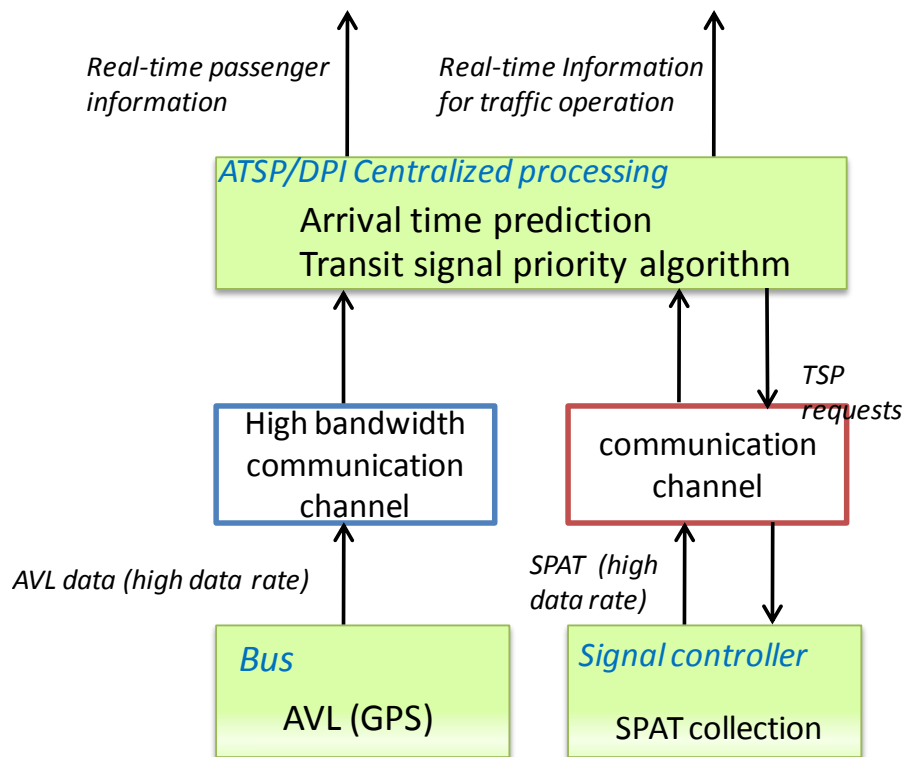 Real-time passenger
information
Real-time Information
for traffic operation
ATSP/DPI Centralized processing
Arrival time prediction
Transit signal priority algorithm
TSP
requests
High bandwidth
communication
channel
communication
channel
AVL data (high data rate)
SPAT (high
data rate)
Bus
AVL (GPS)
Signal controller
SPAT collection